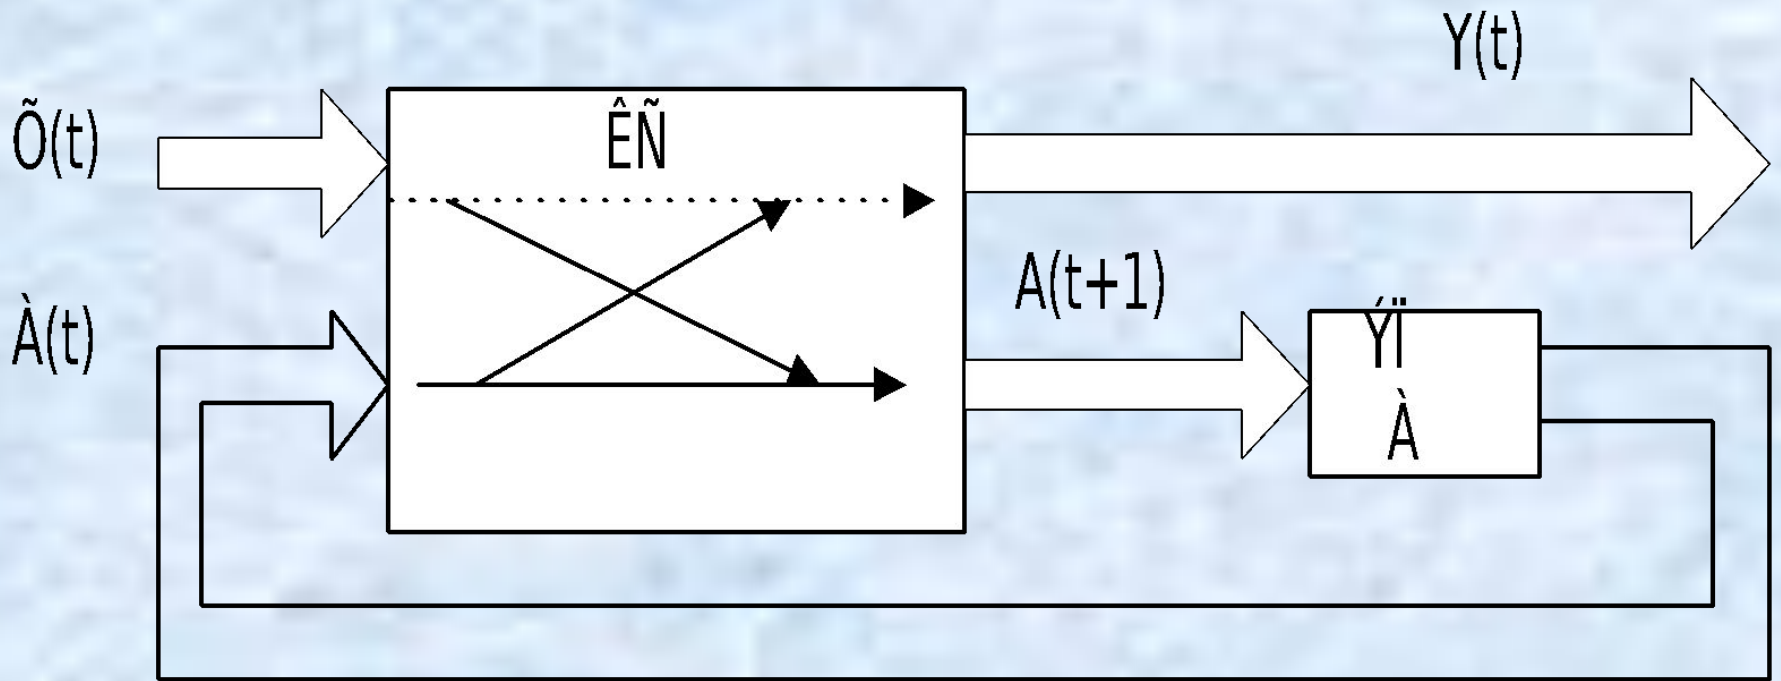 Y(t)
Õ(t)
ÊÑ
A(t+1)
À(t)
ÝÏ
À